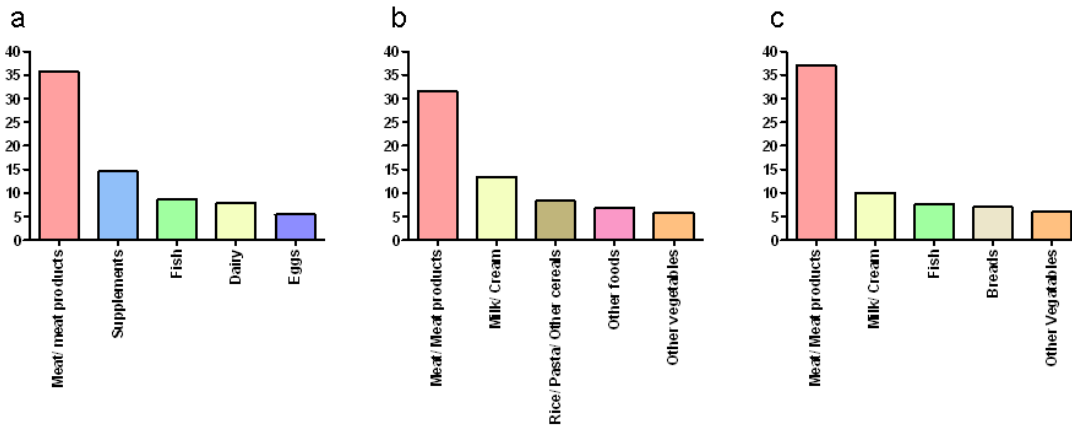 a
40
35
30
25
20
15
10
5
0
Meat/ meat products
Supplements
Fish
Dairy
Eggs
b
40
35
30
25
20
15
10
5
0
Meat/ Meat products
Milk/ Cream
Rice/ Pasta/ Other cereals
Other foods
Other vegetables
c
40
35
30
25
20
15
10
5
0
Meat/ Meat products
Milk/ Cream
Fish
Breads
Other Vegatables